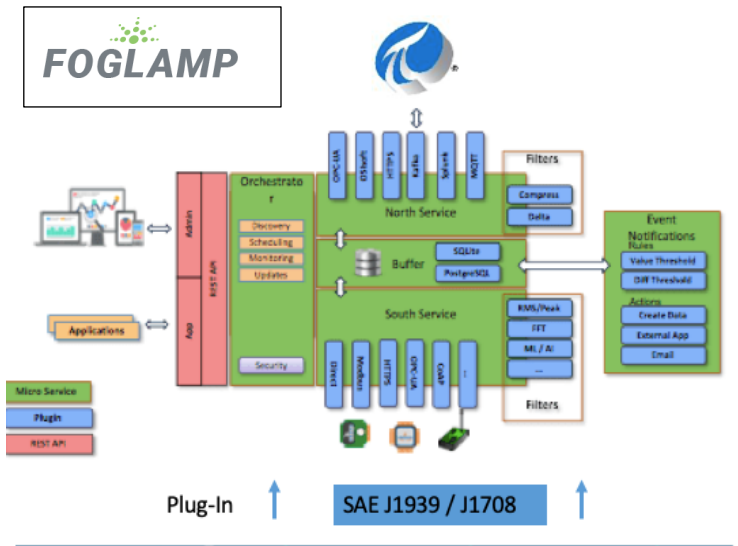 FOGLAMP
OPC-UA
OSIsoft
HTTPS
Kafka
Splunk
MQTT
Filters
Compress
Delta
North Service
Orchestrato
r
Discovery
Scheduling
Monitoring
Updates
Security
Admin
App
REST API
Buffer
SQLite
PostgreSQL
Event
Notifications
Rules
Value Threshold
Diff Threshold
Actions
Create Data
External App
Email
South Service
RMS/Peak
FFT
ML / AI
...
Filters
Direct
Modbus
HTTPS
OPC-UA
CoAP
Applications
Micro Service
Plugin
REST API
Plug-In
SAE J1939 / J1708